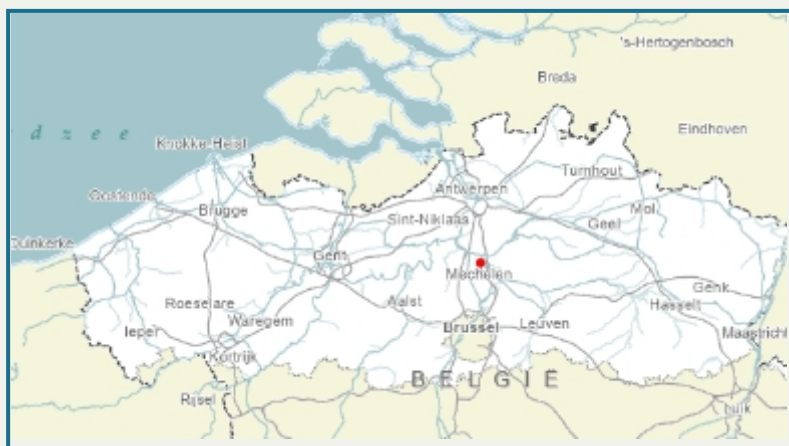 's-Hertogenbosch
Breda
Eindhoven
d z e e
Knokke-Heist
Turnhout
Antwerpen
Oostende
Mol
Brugge
Sint-Niklaas
Geel
Duinkerke
Gent
Mechelen
Genk
Roeselare
Aalst
Hasselt
Waregem
Ieper
Brussel
Leuven
Maastricht
Kortrijk
BELGIË
Rijsel
Luik